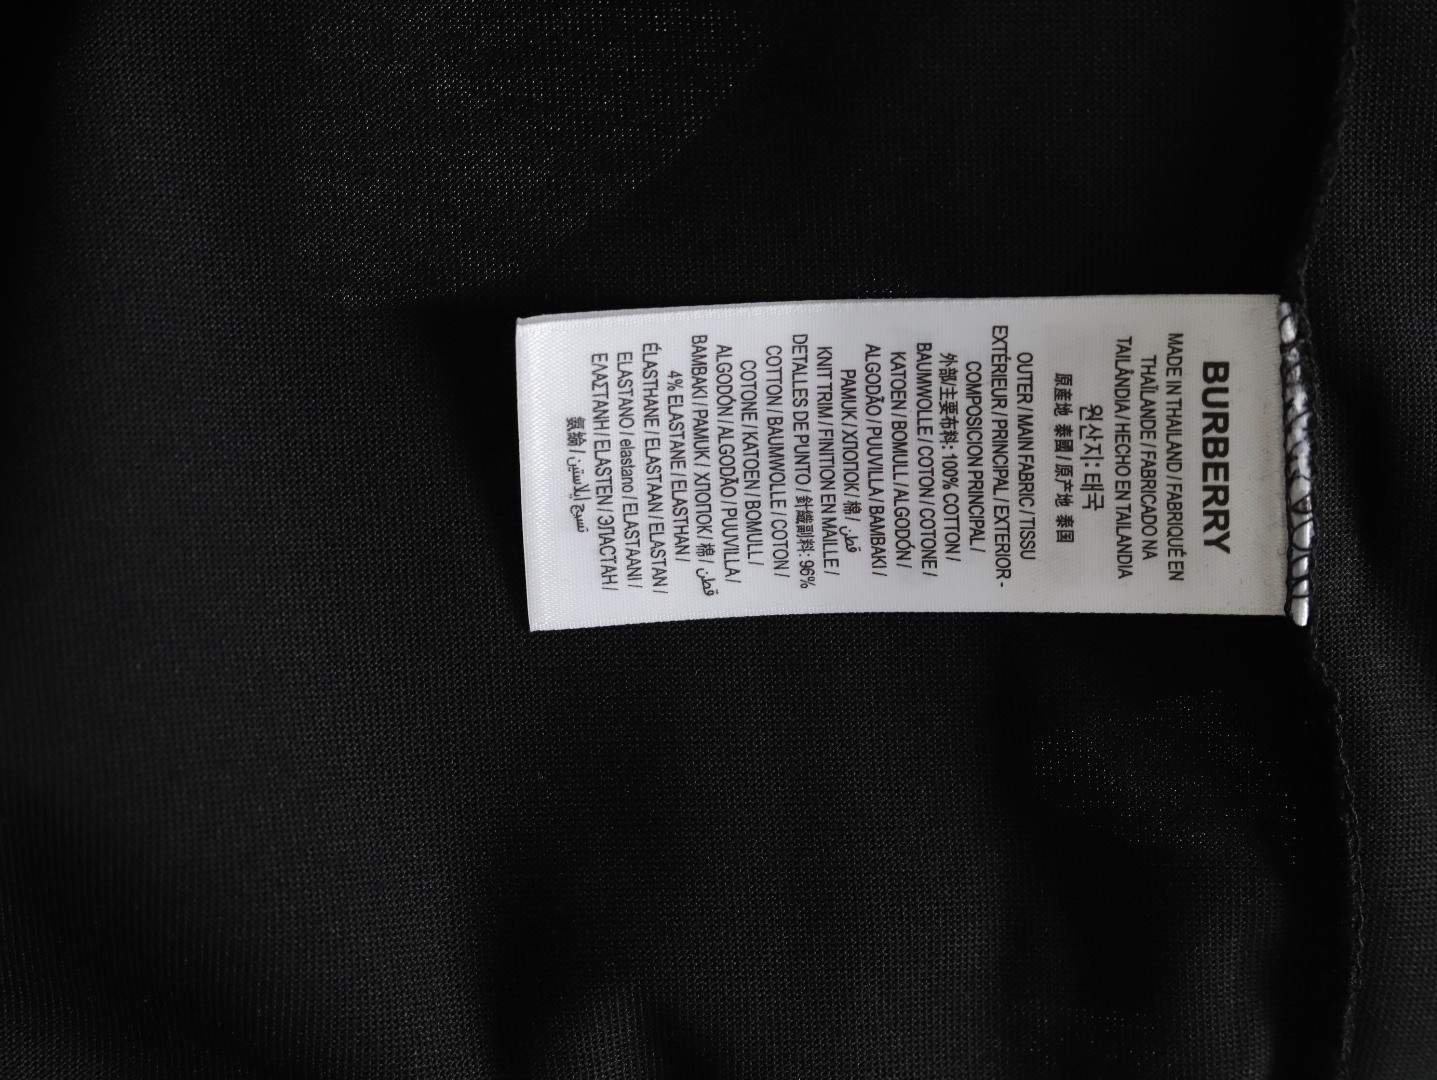 BURBERRY
MADE IN THAILAND / FABRIQUÉ EN
THAÏLANDE / FABRICADO NA
TAILÂNDIA / HECHO EN TAILANDIA
원산지: 태국
原產地 泰國 / 原产地 泰国
OUTER / MAIN FABRIC / TISSU
EXTÉRIEUR / PRINCIPAL / EXTERIOR -
COMPOSICION PRINCIPAL /
外部/主要布料: 100% COTTON /
BAUMWOLLE / COTON / COTONE /
KATOEN / BOMULL / ALGODÓN /
ALGODÃO / PUUVILLA / BAMBAKI /
PAMUK / ХЛОПОК / 棉 / قطن
KNIT TRIM / FINITION EN MAILLE /
DETALLES DE PUNTO / 針織副料: 96%
COTTON / BAUMWOLLE / COTON /
COTONE / KATOEN / BOMULL /
ALGODÓN / ALGODÃO / PUUVILLA /
BAMBAKI / PAMUK / ХЛОПОК / 棉 / قطن
4% ELASTANE / ELASTHAN /
ÉLASTHANE / ELASTAAN / ELASTAN /
ELASTANO / elastano / ELASTANI /
ΕΛΑΣΤΑΝΗ / ELASTEN / ЭЛАСТАН /
氨綸 / نسيج إيلاستين